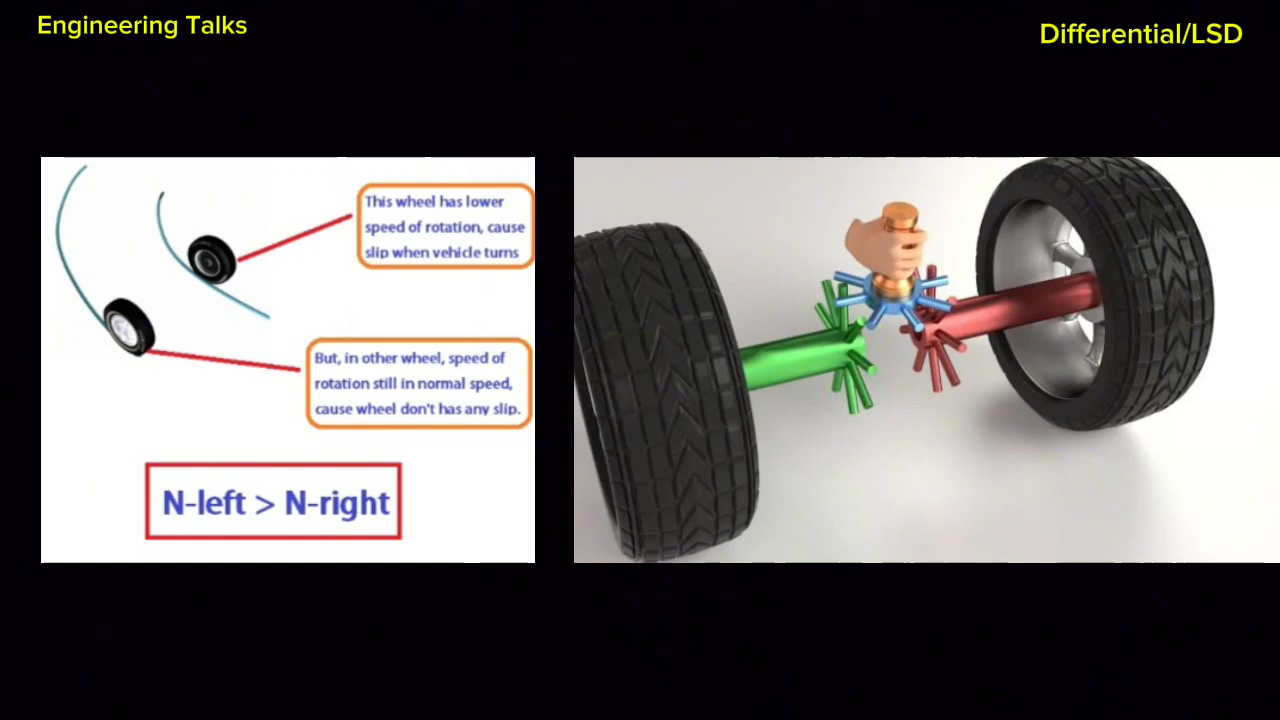 Engineering Talks
Differential/LSD
This wheel has lower
speed of rotation, cause
slip when vehicle turns
But, in other wheel, speed of
rotation still in normal speed,
cause wheel don't has any slip.
N-left > N-right